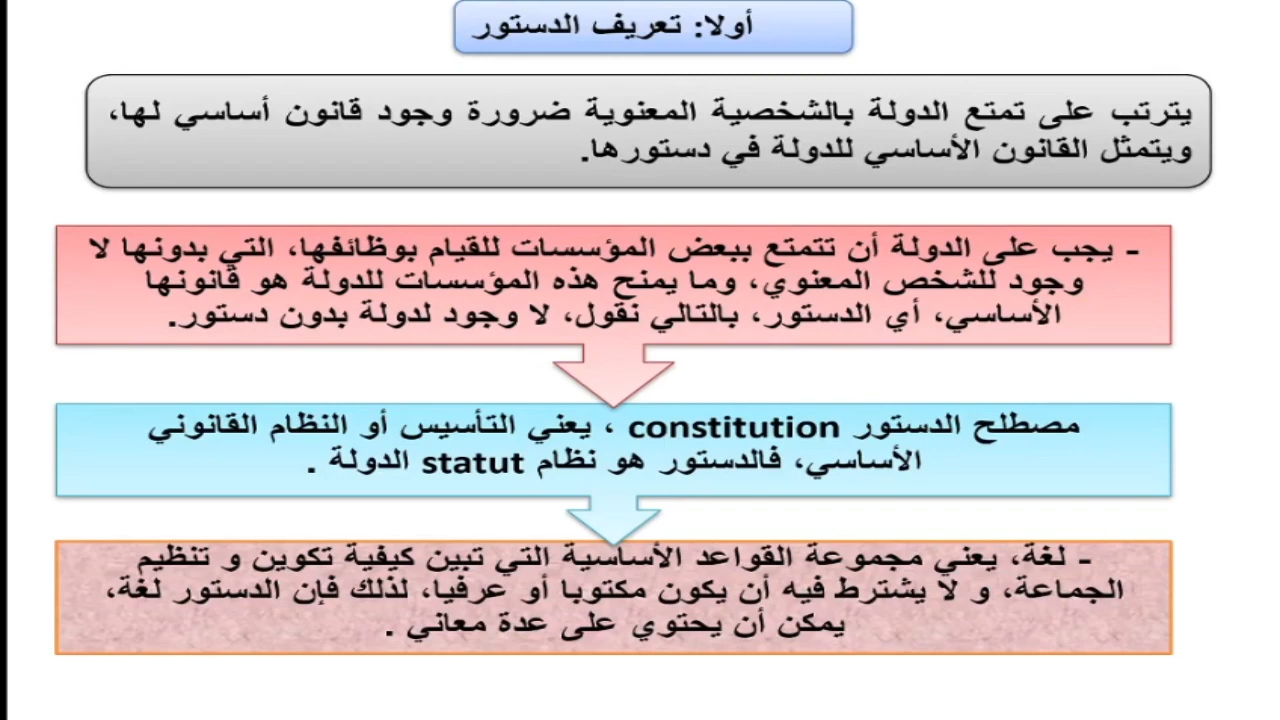 أولا: تعريف الدستور
يترتب على تمتع الدولة بالشخصية المعنوية ضرورة وجود قانون أساسي لها،
ويتمثل القانون الأساسي للدولة في دستورها.
- يجب على الدولة أن تتمتع ببعض المؤسسات للقيام بوظائفها، التي بدونها لا
وجود للشخص المعنوي، وما يمنح هذه المؤسسات للدولة هو قانونها
الأساسي، أي الدستور، بالتالي نقول، لا وجود لدولة بدون دستور.
مصطلح الدستور constitution ، يعني التأسيس أو النظام القانوني
الأساسي، فالدستور هو نظام statut الدولة .
- لغة، يعني مجموعة القواعد الأساسية التي تبين كيفية تكوين و تنظيم
الجماعة، و لا يشترط فيه أن يكون مكتوبا أو عرفيا، لذلك فإن الدستور لغة،
يمكن أن يحتوي على عدة معاني .